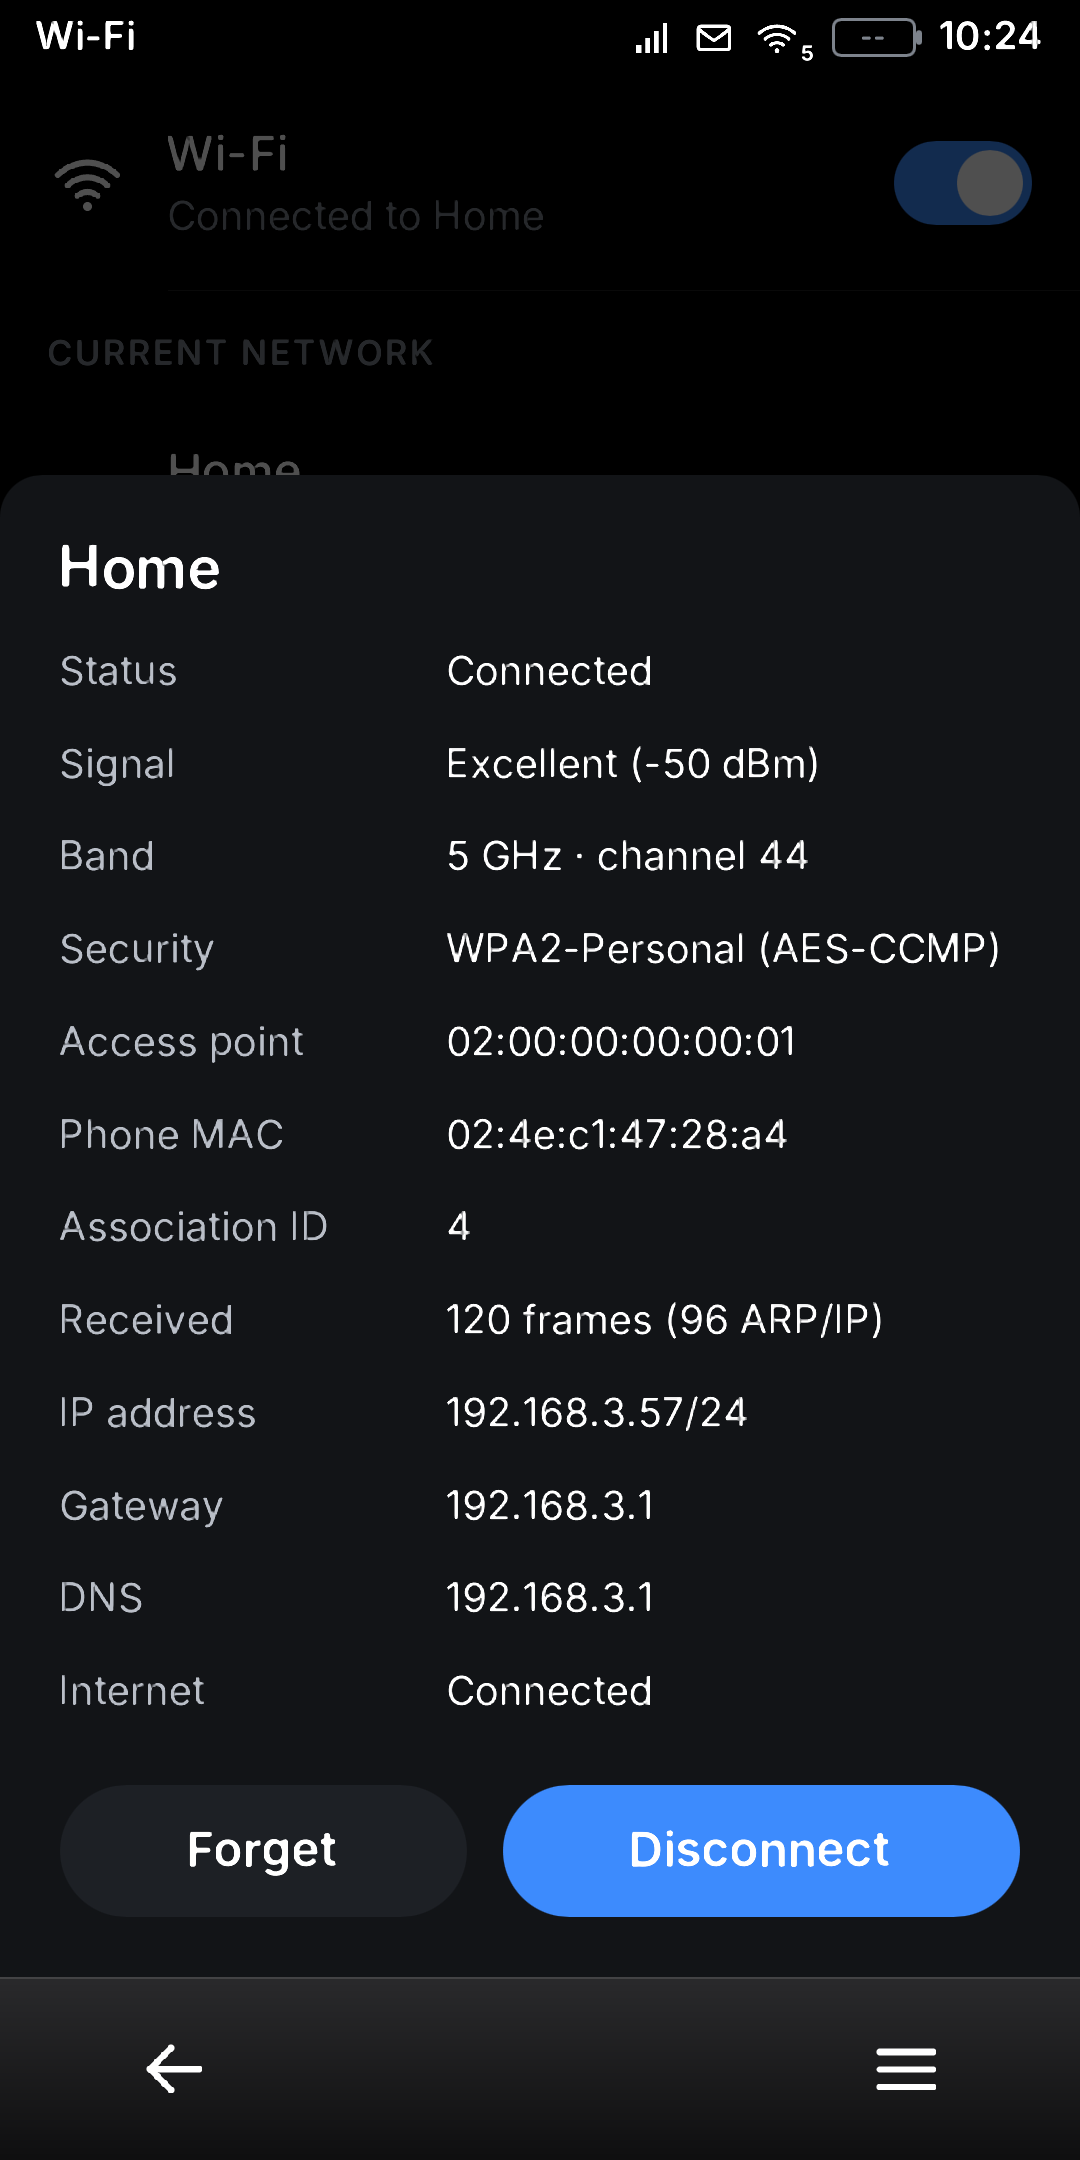 Wi-Fi
5
--
10:24
Wi-Fi
Connected to Home
CURRENT NETWORK
Home
Home
Status Connected
Signal Excellent (-50 dBm)
Band 5 GHz · channel 44
Security WPA2-Personal (AES-CCMP)
Access point 02:00:00:00:00:01
Phone MAC 02:4e:c1:47:28:a4
Association ID 4
Received 120 frames (96 ARP/IP)
IP address 192.168.3.57/24
Gateway 192.168.3.1
DNS 192.168.3.1
Internet Connected
Forget
Disconnect